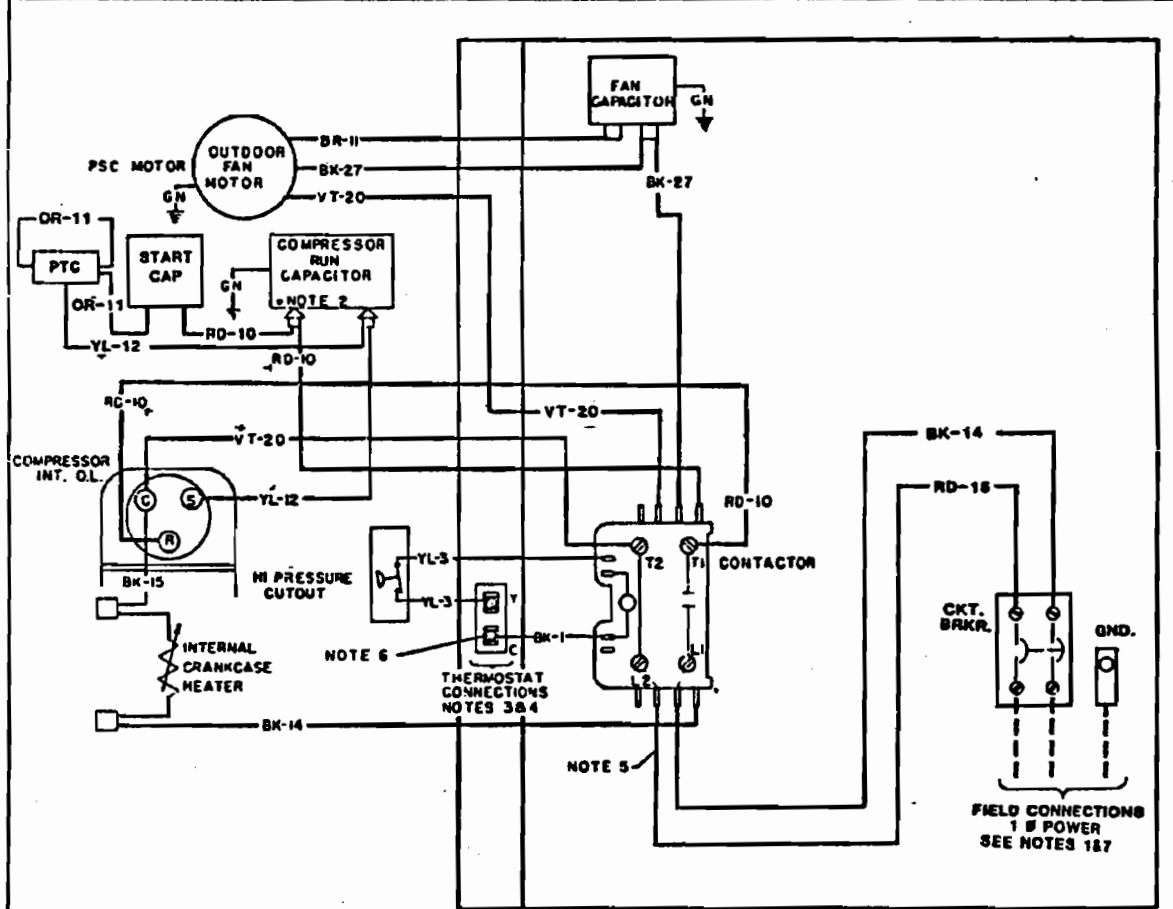 FAN
CAPACITOR
GN
BR-11
OUTDOOR
FAN
MOTOR
PSC MOTOR
BK-27
BK-27
VT-20
GN
OR-11
PTC
START
CAP
COMPRESSOR
RUN
CAPACITOR
NOTE 2
GN
OR-11
RD-10
YL-12
RD-10
RD-10
VT-20
VT-20
BK-14
COMPRESSOR
INT. O.L.
C
S
YL-12
RD-10
RD-15
R
YL-3
T2
T1
CONTACTOR
BK-15
HI PRESSURE
CUTOUT
YL-3
Y
CKT.
BRKR.
GND.
NOTE 6
BK-1
C
L2
L1
INTERNAL
CRANKCASE
HEATER
THERMOSTAT
CONNECTIONS
NOTES 3&4
BK-14
NOTE 5
FIELD CONNECTIONS
1 Ø POWER
SEE NOTES 1&7